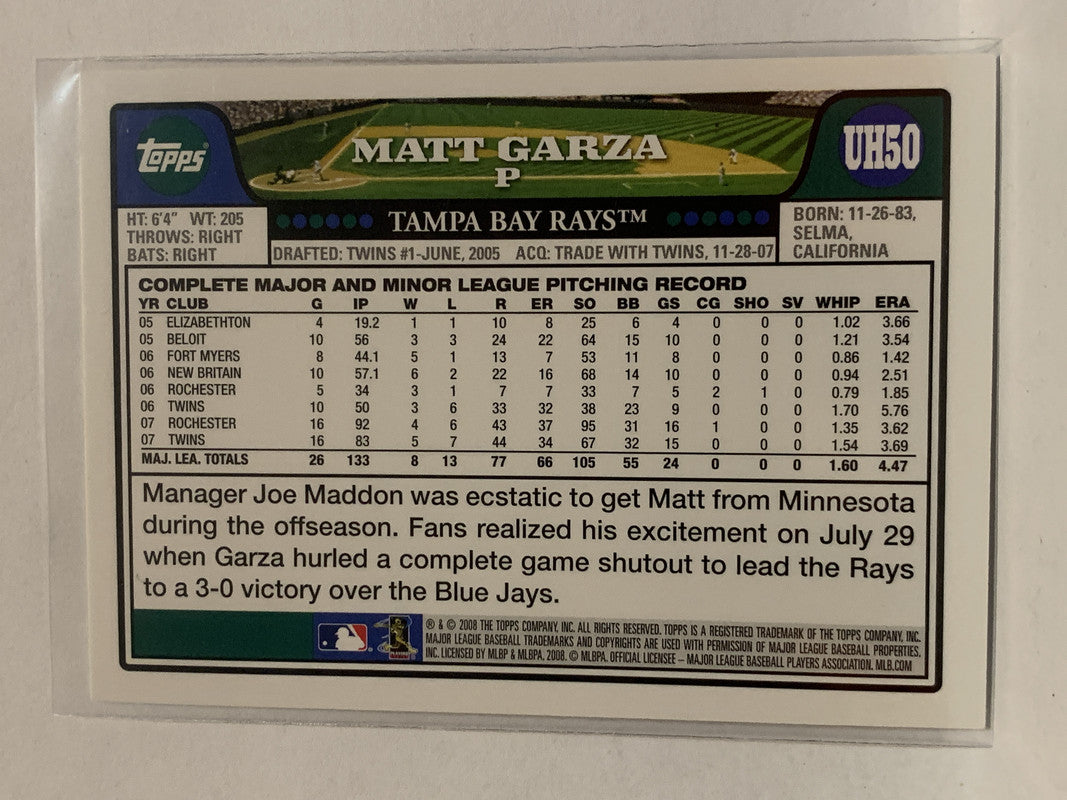 topps®
MATT GARZA
P
UH50
HT: 6'4" WT: 205
THROWS: RIGHT
BATS: RIGHT
TAMPA BAY RAYS™
DRAFTED: TWINS #1-JUNE, 2005 ACQ: TRADE WITH TWINS, 11-28-07
BORN: 11-26-83,
SELMA,
CALIFORNIA
COMPLETE MAJOR AND MINOR LEAGUE PITCHING RECORD
YR CLUB G IP W L R ER SO BB GS CG SHO SV WHIP ERA
05 ELIZABETHTON 4 19.2 1 1 10 8 25 6 4 0 0 0 1.02 3.66
05 BELOIT 10 56 3 3 24 22 64 15 10 0 0 0 1.21 3.54
06 FORT MYERS 8 44.1 5 1 13 7 53 11 8 0 0 0 0.86 1.42
06 NEW BRITAIN 10 57.1 6 2 22 16 68 14 10 0 0 0 0.94 2.51
06 ROCHESTER 5 34 3 1 7 7 33 7 5 2 1 0 0.79 1.85
06 TWINS 10 50 3 6 33 32 38 23 9 0 0 0 1.70 5.76
07 ROCHESTER 16 92 4 6 43 37 95 31 16 1 0 0 1.35 3.62
07 TWINS 16 83 5 7 44 34 67 32 15 0 0 0 1.54 3.69
MAJ. LEA. TOTALS 26 133 8 13 77 66 105 55 24 0 0 0 1.60 4.47
Manager Joe Maddon was ecstatic to get Matt from Minnesota
during the offseason. Fans realized his excitement on July 29
when Garza hurled a complete game shutout to lead the Rays
to a 3-0 victory over the Blue Jays.
® & © 2008 THE TOPPS COMPANY, INC. ALL RIGHTS RESERVED. TOPPS IS A REGISTERED TRADEMARK OF THE TOPPS COMPANY, INC.
MAJOR LEAGUE BASEBALL TRADEMARKS AND COPYRIGHTS ARE USED WITH PERMISSION OF MAJOR LEAGUE BASEBALL PROPERTIES,
INC. LICENSED BY MLBP & MLBPA, 2008. © MLBPA. OFFICIAL LICENSEE – MAJOR LEAGUE BASEBALL PLAYERS ASSOCIATION. MLB.COM